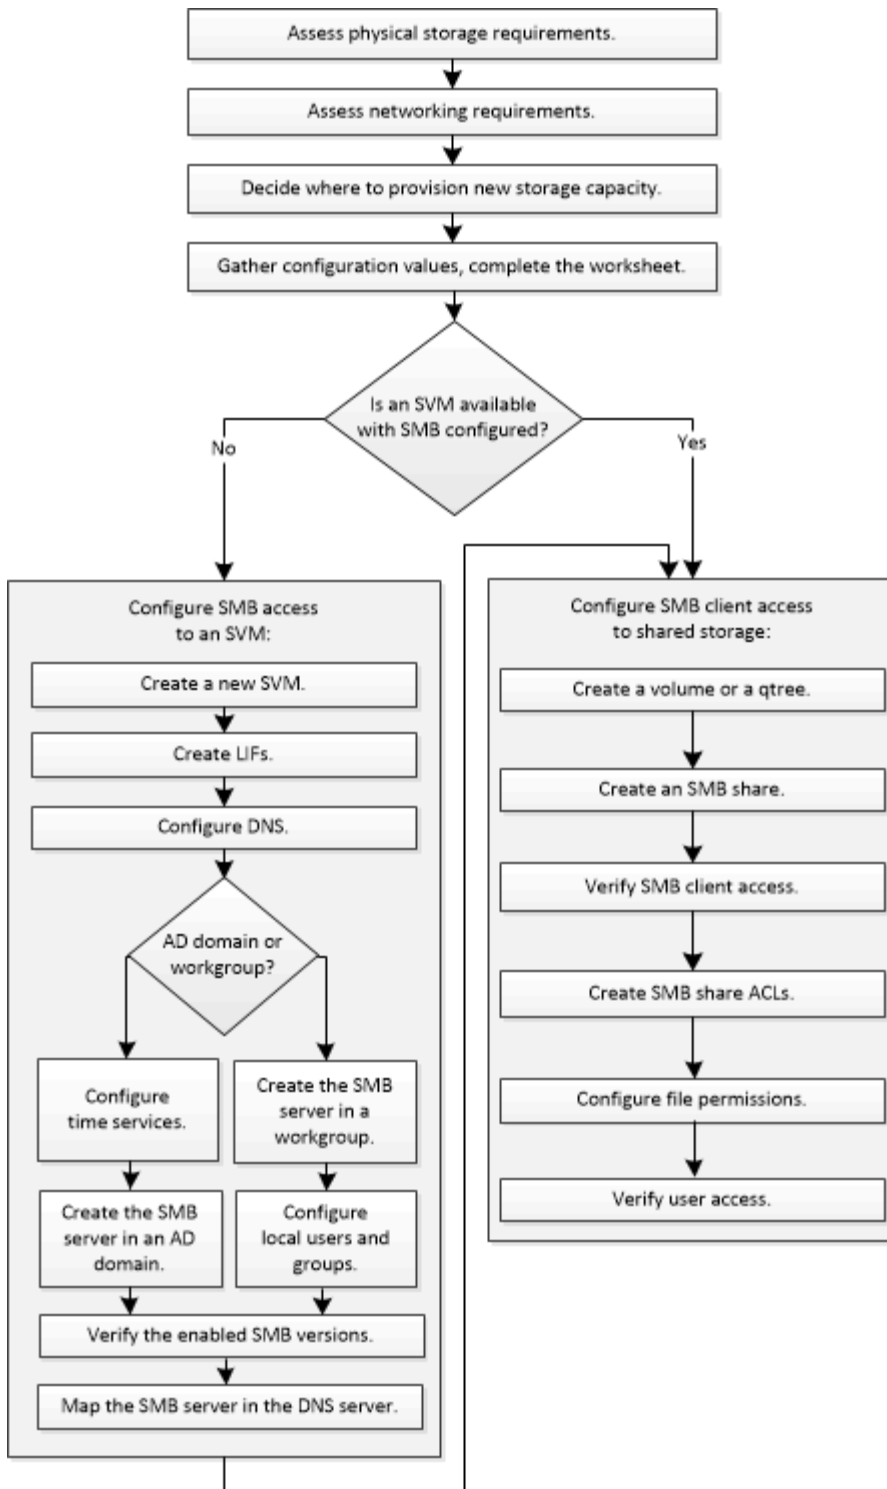 Assess physical storage requirements.
Assess networking requirements.
Decide where to provision new storage capacity.
Gather configuration values, complete the worksheet.
Is an SVM available
with SMB configured?
No
Yes
Configure SMB access
to an SVM:
Create a new SVM.
Create LIFs.
Configure DNS.
AD domain or
workgroup?
Configure
time services.
Create the SMB
server in an AD
domain.
Create the SMB
server in a
workgroup.
Configure
local users and
groups.
Verify the enabled SMB versions.
Map the SMB server in the DNS server.
Configure SMB client access
to shared storage:
Create a volume or a qtree.
Create an SMB share.
Verify SMB client access.
Create SMB share ACLs.
Configure file permissions.
Verify user access.